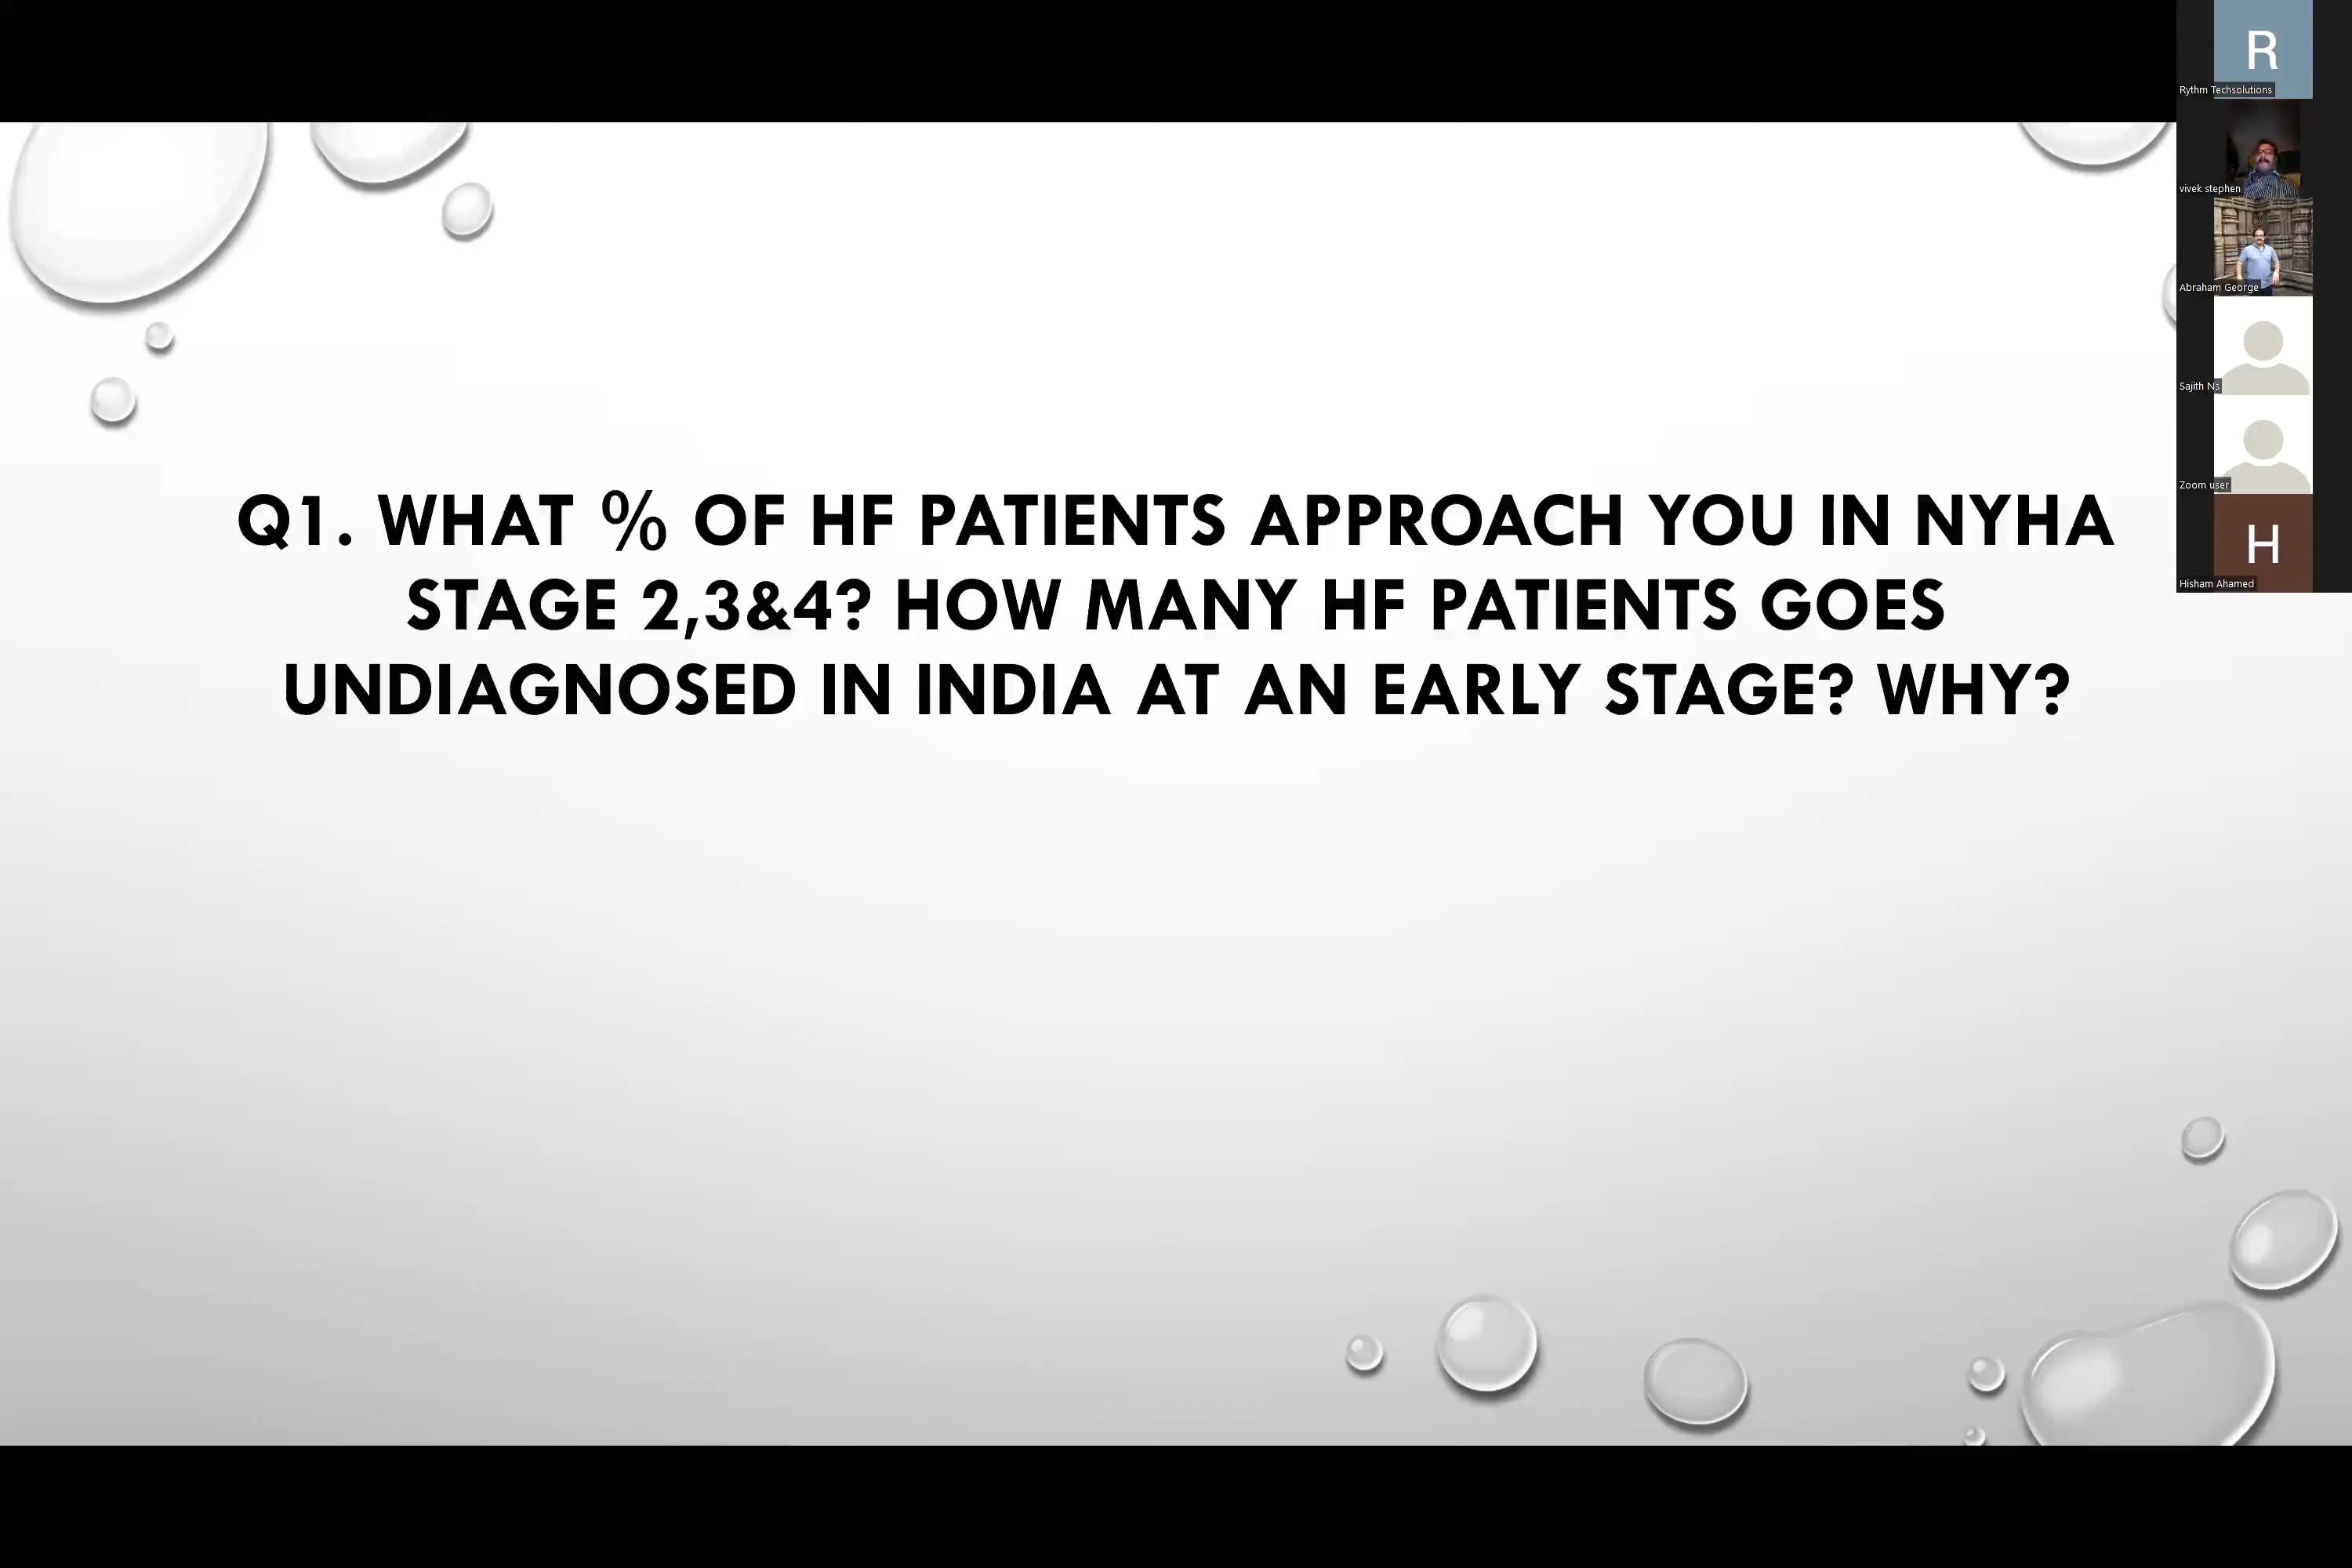 Q1. WHAT % OF HF PATIENTS APPROACH YOU IN NYHA
STAGE 2,3&4? HOW MANY HF PATIENTS GOES
UNDIAGNOSED IN INDIA AT AN EARLY STAGE? WHY?
R
Rythm Techsolutions
vivek stephen
Abraham George
Sajith Ns
Zoom user
H
Hisham Ahamed